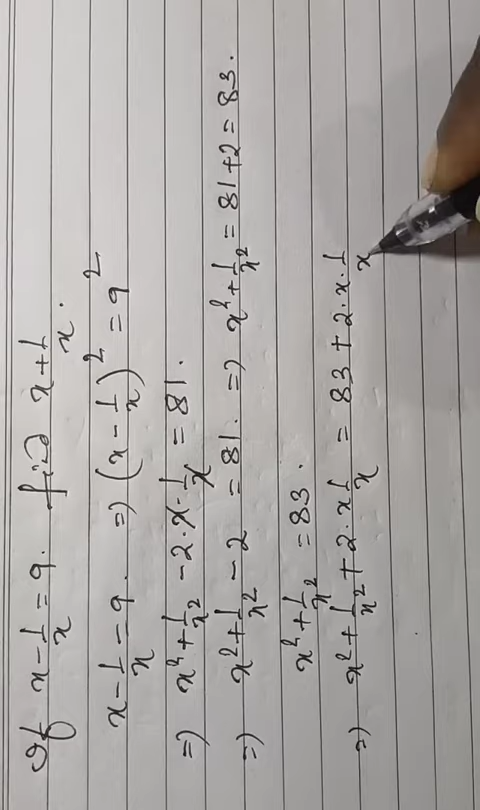 If x - 1/x = 9. find x + 1/x.
x - 1/x = 9. ⇒ (x - 1/x)² = 9²
⇒ x² + 1/x² - 2·x·1/x = 81.
⇒ x² + 1/x² - 2 = 81. ⇒ x² + 1/x² = 81 + 2 = 83.
x² + 1/x² = 83.
⇒ x² + 1/x² + 2·x·1/x = 83 + 2·x·1/x